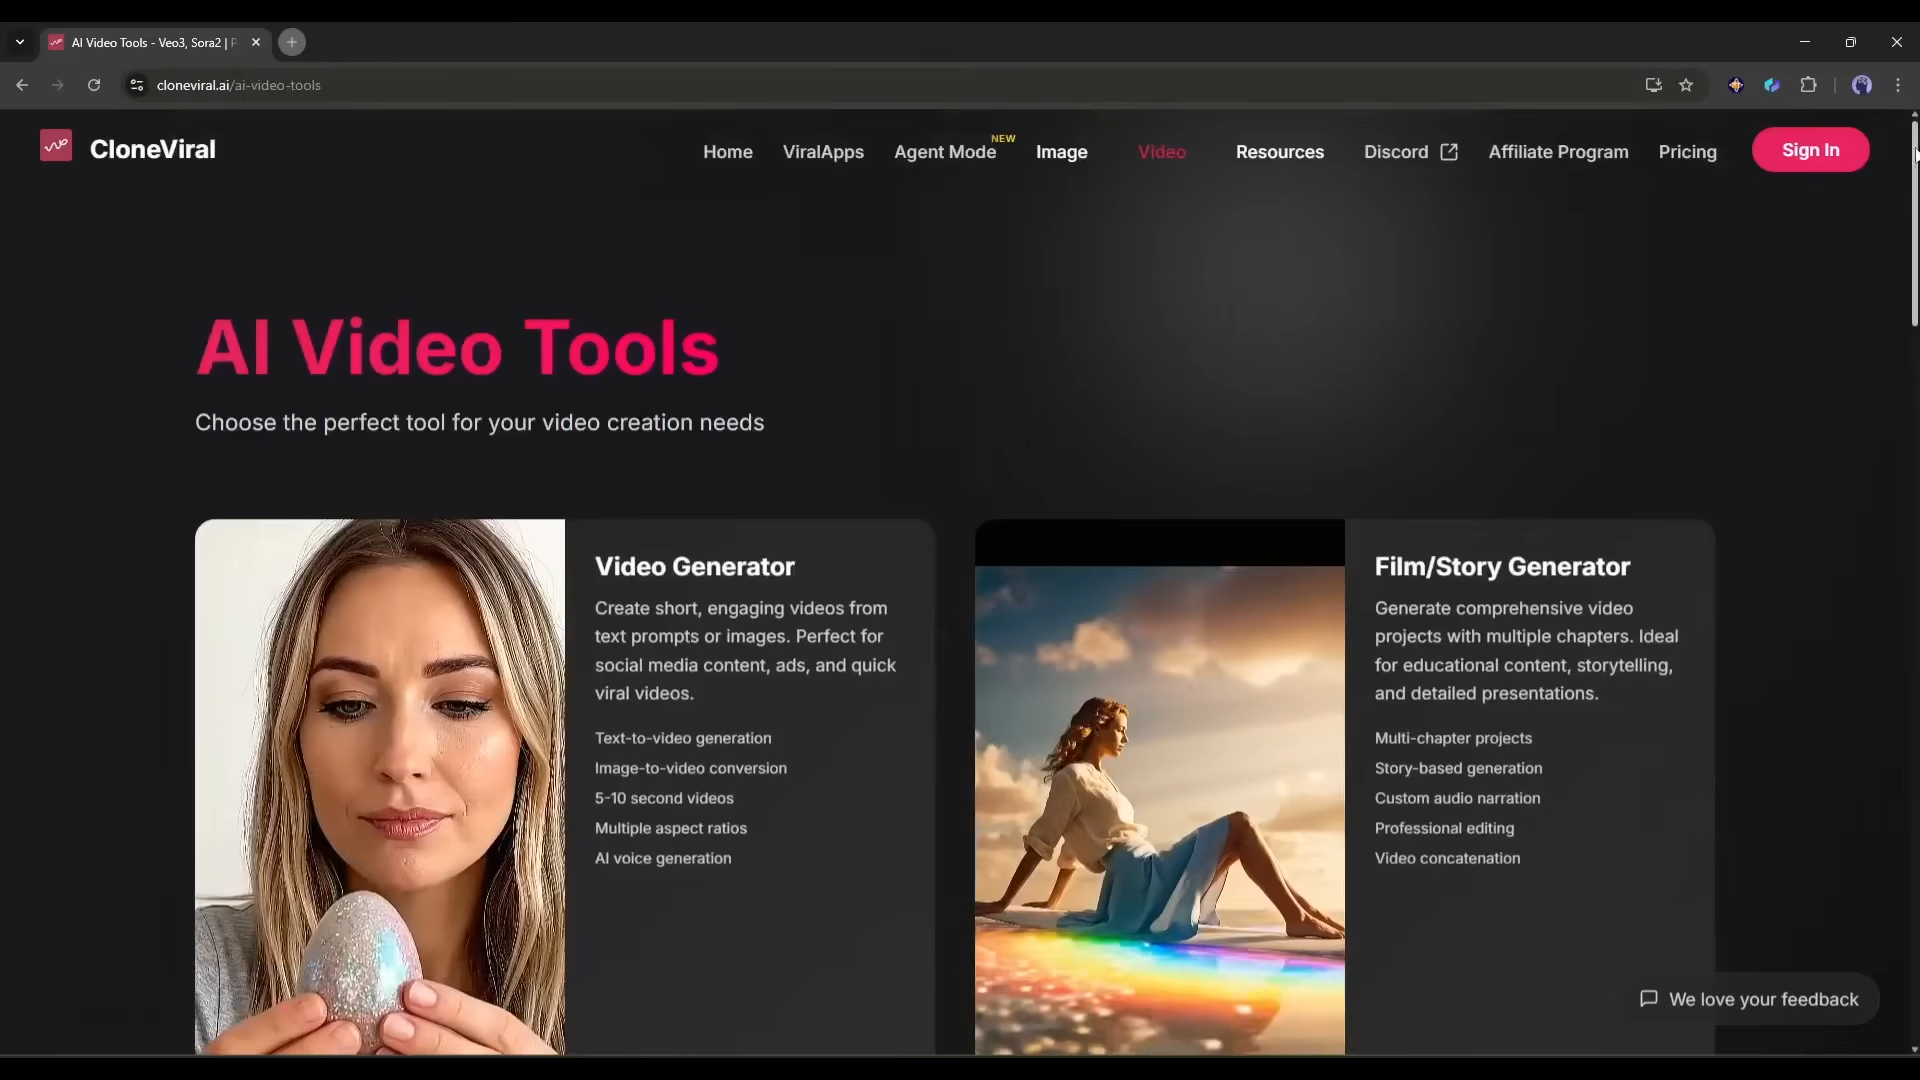 AI Video Tools - Veo3, Sora2 |
cloneviral.ai/ai-video-tools
CloneViral
Home
ViralApps
Agent Mode
NEW
Image
Video
Resources
Discord
Affiliate Program
Pricing
Sign In
AI Video Tools
Choose the perfect tool for your video creation needs
Video Generator
Create short, engaging videos from
text prompts or images. Perfect for
social media content, ads, and quick
viral videos.
Text-to-video generation
Image-to-video conversion
5-10 second videos
Multiple aspect ratios
AI voice generation
Film/Story Generator
Generate comprehensive video
projects with multiple chapters. Ideal
for educational content, storytelling,
and detailed presentations.
Multi-chapter projects
Story-based generation
Custom audio narration
Professional editing
Video concatenation
We love your feedback